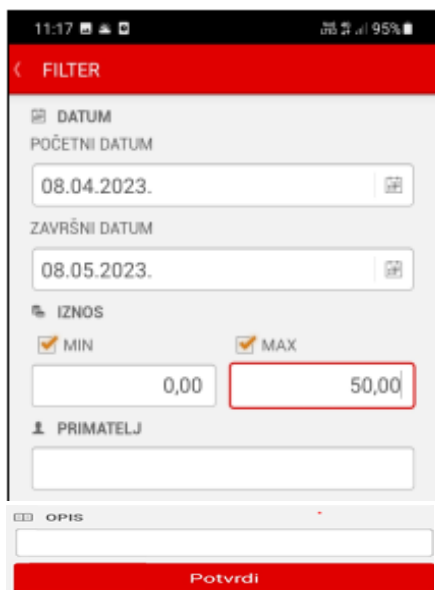 11:17 95%
FILTER
DATUM
POČETNI DATUM
08.04.2023.
ZAVRŠNI DATUM
08.05.2023.
IZNOS
MIN MAX
0,00 50,00
PRIMATELJ
OPIS
Potvrdi